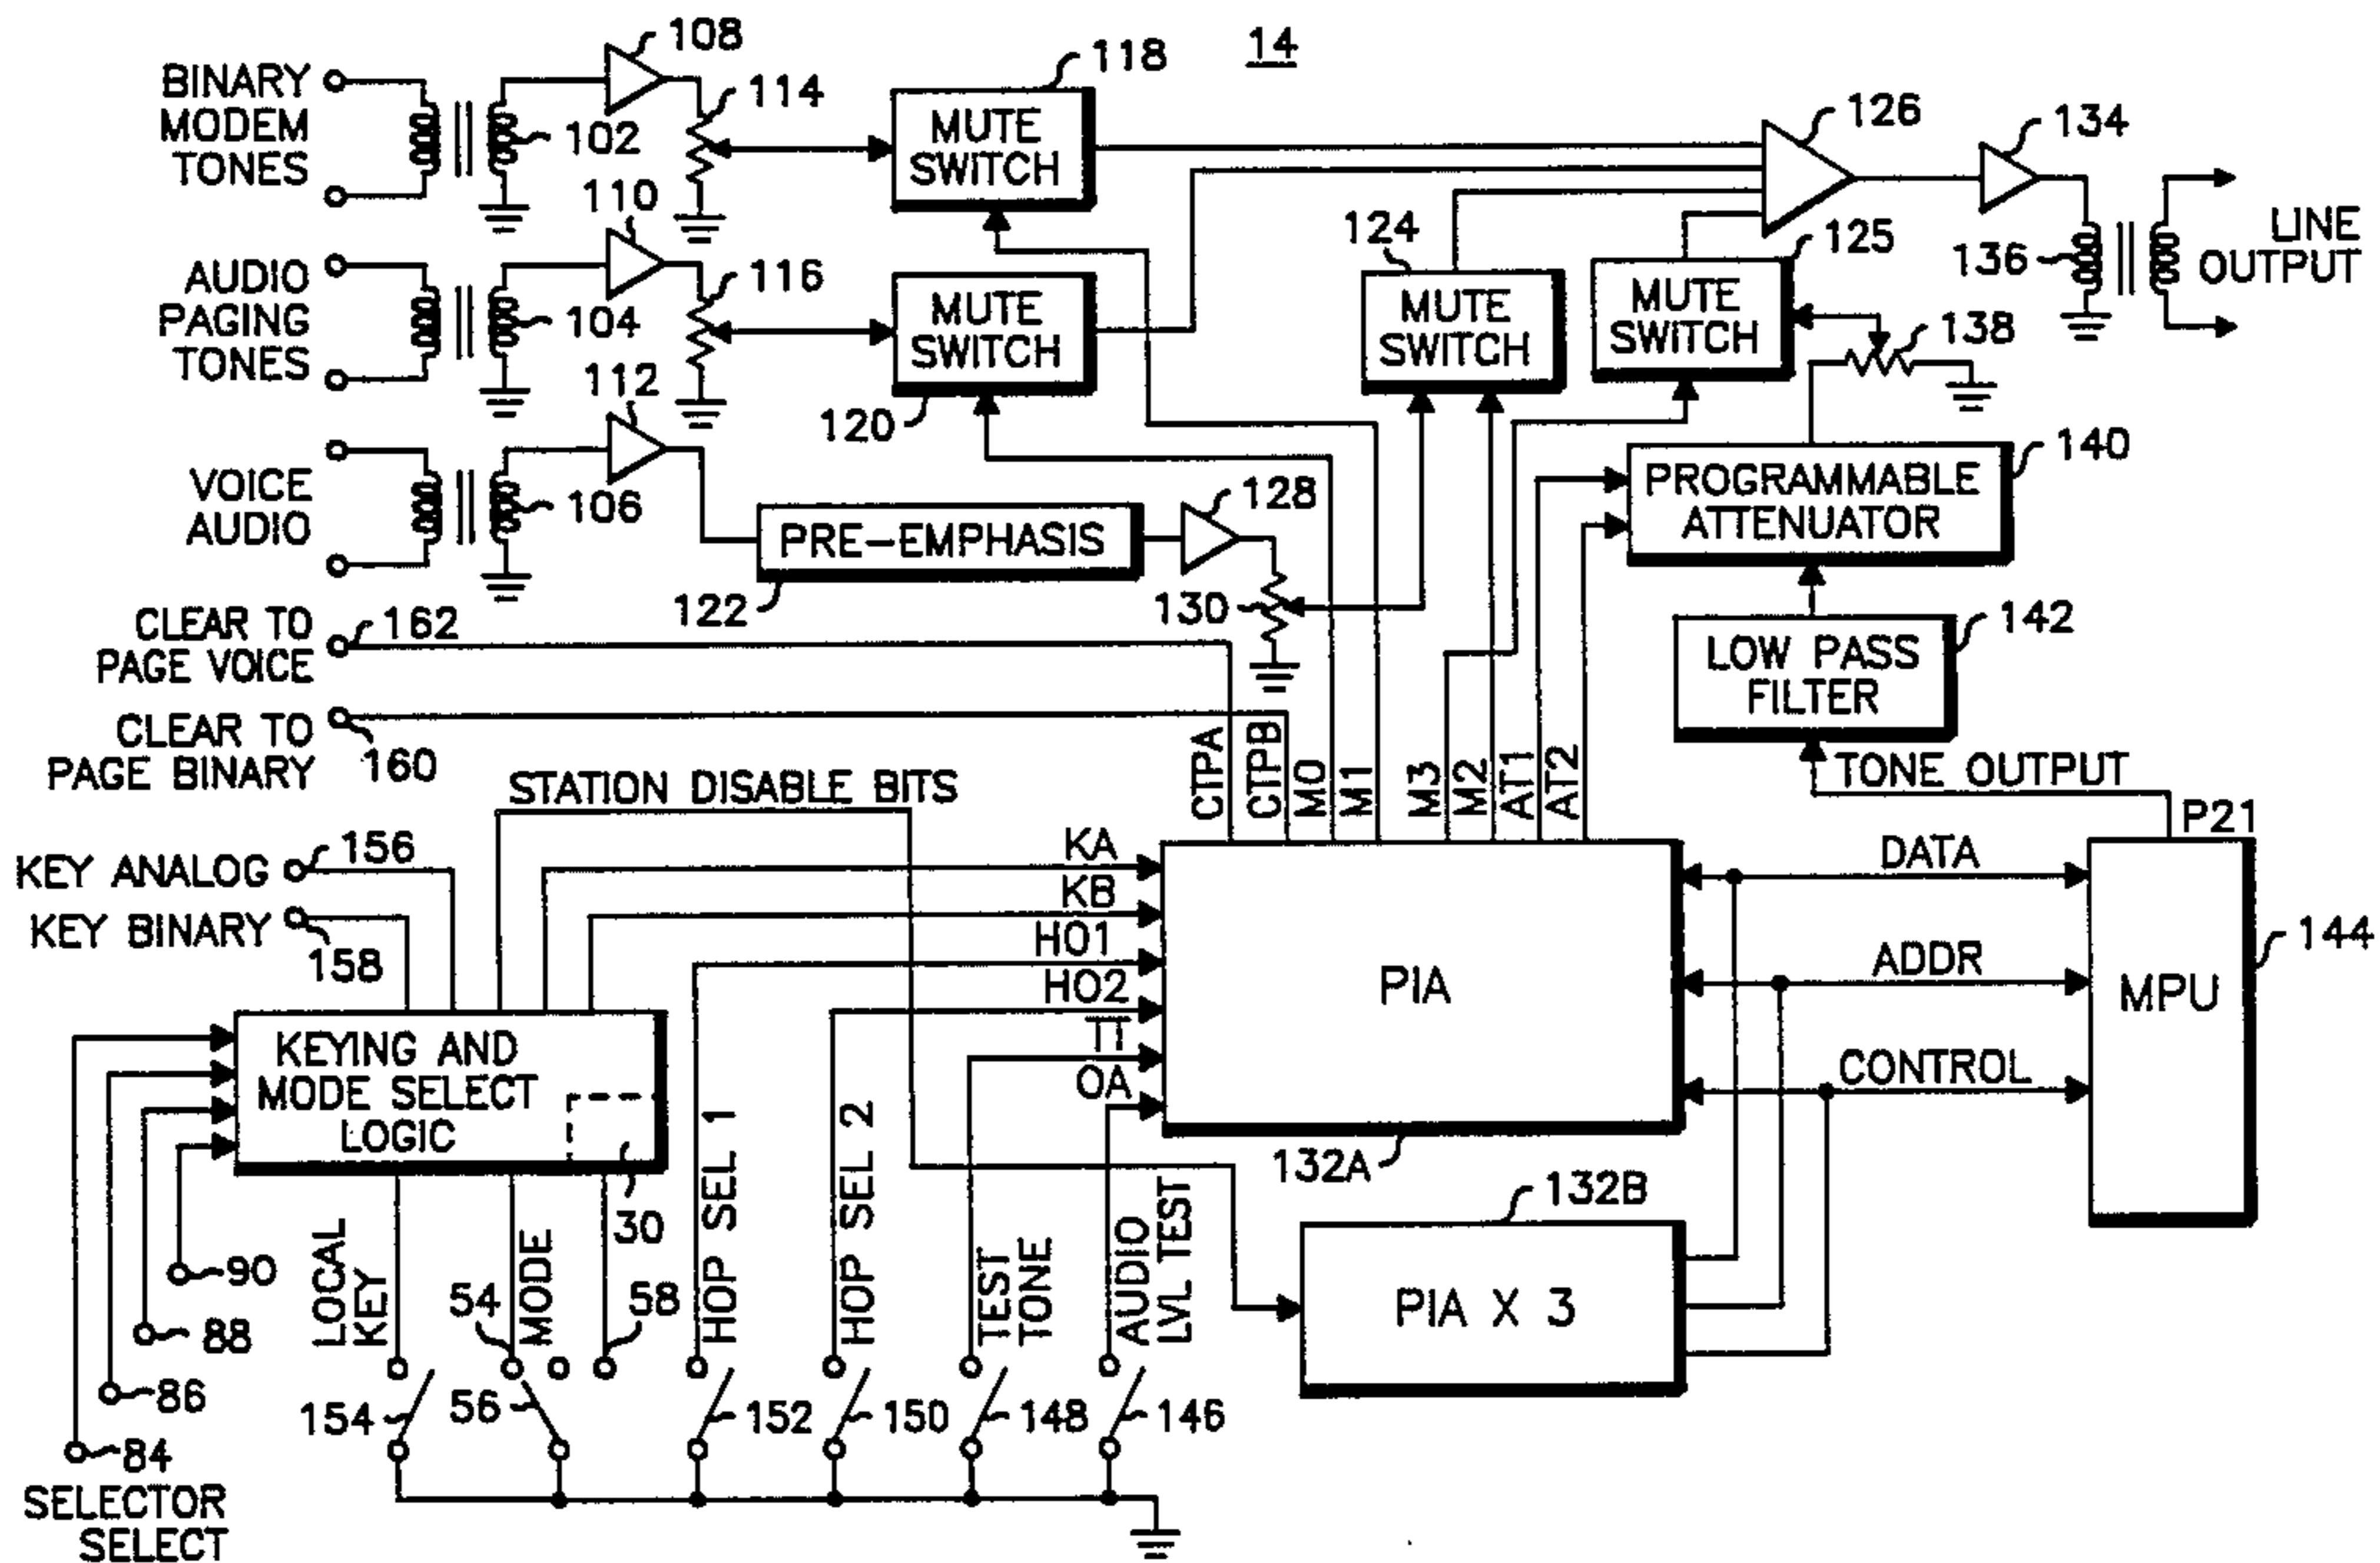 14
BINARY
MODEM
TONES
102
108
114
118
MUTE
SWITCH
126
134
136
LINE
OUTPUT
AUDIO
PAGING
TONES
104
110
116
120
MUTE
SWITCH
124
MUTE
SWITCH
125
MUTE
SWITCH
138
VOICE
AUDIO
106
112
PRE-EMPHASIS
122
128
130
PROGRAMMABLE
ATTENUATOR
140
LOW PASS
FILTER
142
TONE OUTPUT
P21
CLEAR TO
PAGE VOICE
162
CLEAR TO
PAGE BINARY
160
CTPA
CTPB
M0
M1
M3
M2
AT1
AT2
STATION DISABLE BITS
KEY ANALOG
156
KEY BINARY
158
KA
KB
HO1
HO2
TT
OA
PIA
132A
DATA
ADDR
CONTROL
MPU
144
KEYING AND
MODE SELECT
LOGIC
30
132B
PIA X 3
90
88
86
84
SELECTOR
SELECT
LOCAL
KEY
154
54
MODE
56
58
HOP SEL 1
152
HOP SEL 2
150
TEST
TONE
148
AUDIO
LVL TEST
146